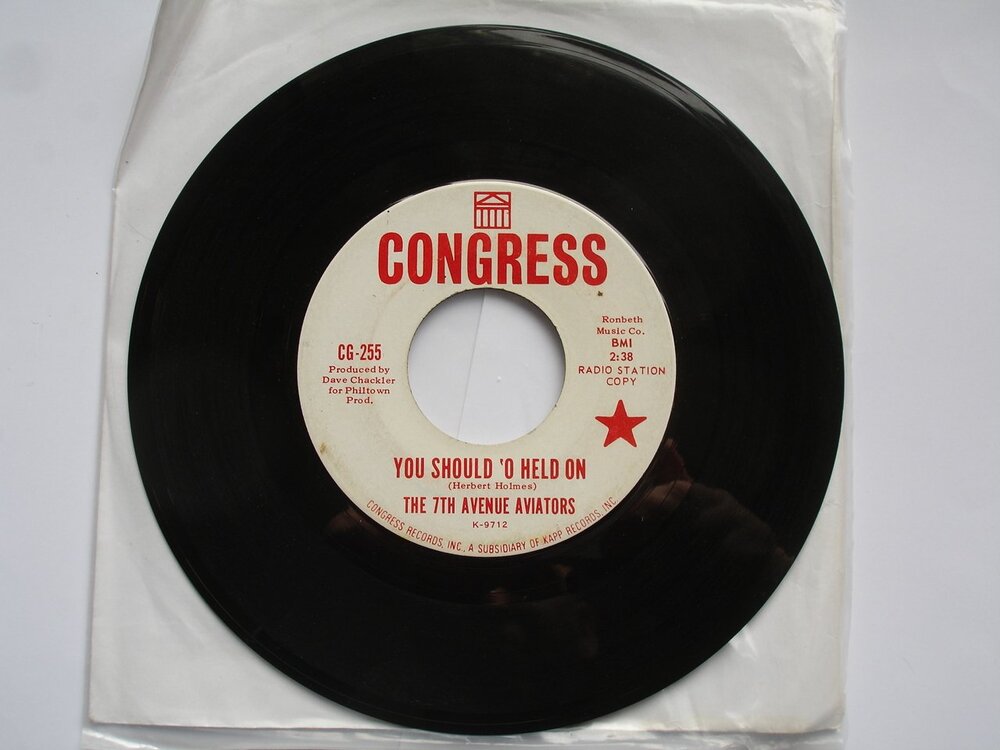 CONGRESS
CG-255
Produced by
Dave Chackler
for Philtown
Prod.
Ronbeth
Music Co.
BMI
2:38
RADIO STATION
COPY
YOU SHOULD 'O HELD ON
(Herbert Holmes)
THE 7TH AVENUE AVIATORS
K-9712
CONGRESS RECORDS, INC., A SUBSIDIARY OF KAPP RECORDS, INC.